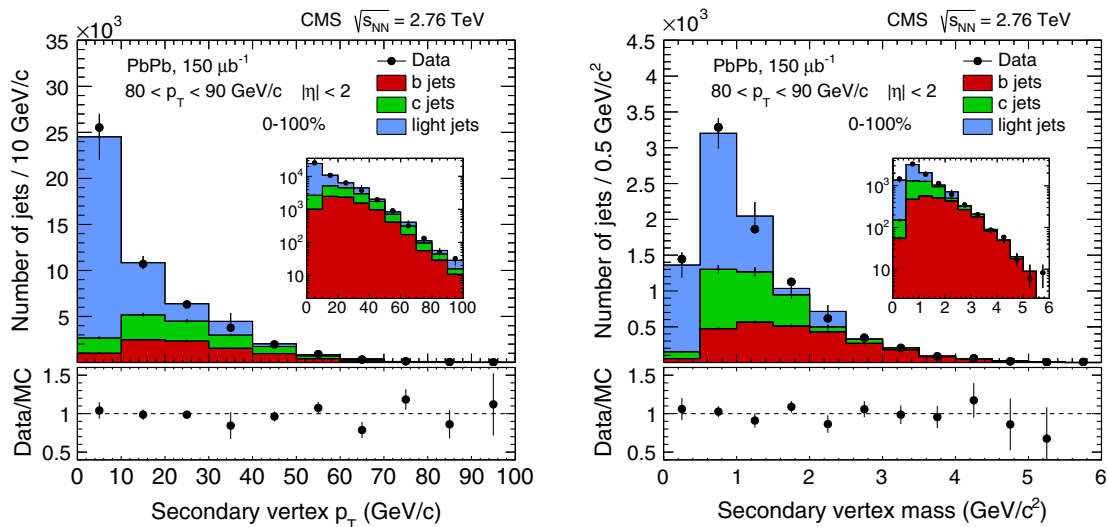 ×10³
CMS √s_NN = 2.76 TeV
Number of jets / 10 GeV/c
35
30
25
20
15
10
5
PbPb, 150 μb⁻¹
80 < p_T < 90 GeV/c |η| < 2
0-100%
Data
b jets
c jets
light jets
10⁴
10³
10²
10
0 20 40 60 80 100
Data/MC
1.5
1
0.5
0 10 20 30 40 50 60 70 80 90 100
Secondary vertex p_T (GeV/c)
×10³
CMS √s_NN = 2.76 TeV
Number of jets / 0.5 GeV/c²
4.5
4
3.5
3
2.5
2
1.5
1
0.5
PbPb, 150 μb⁻¹
80 < p_T < 90 GeV/c |η| < 2
0-100%
Data
b jets
c jets
light jets
10³
10²
10
0 1 2 3 4 5 6
Data/MC
1.5
1
0.5
0 1 2 3 4 5 6
Secondary vertex mass (GeV/c²)